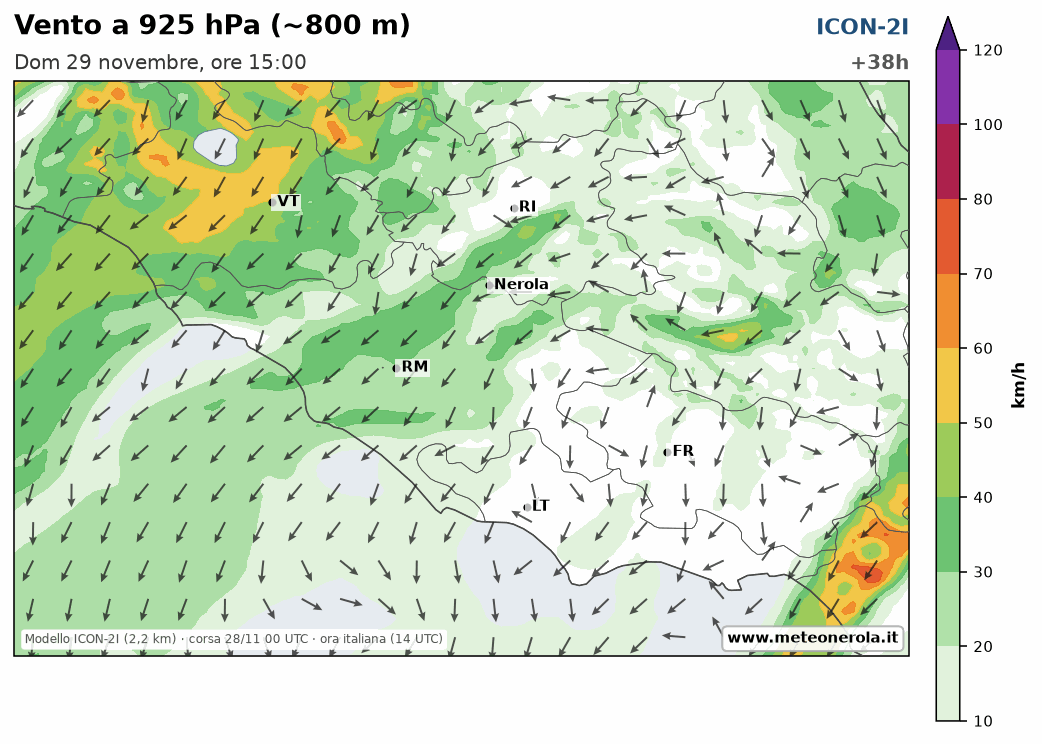 Vento a 925 hPa (~800 m)
ICON-2I
Dom 29 novembre, ore 15:00
+38h
VT
RI
Nerola
RM
FR
LT
Modello ICON-2I (2,2 km) · corsa 28/11 00 UTC · ora italiana (14 UTC)
www.meteonerola.it
120
100
80
70
60
50
40
30
20
10
km/h